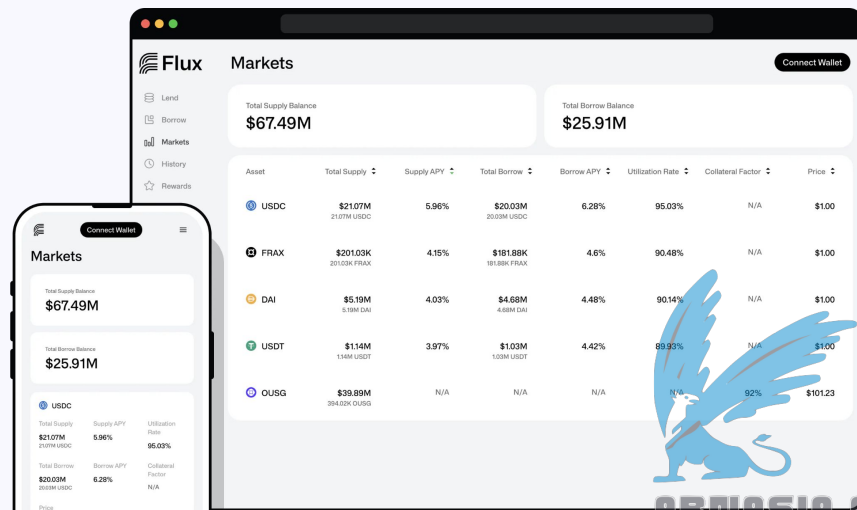 Flux
Markets
Connect Wallet
Lend
Borrow
Markets
History
Rewards
Total Supply Balance
$67.49M
Total Borrow Balance
$25.91M
Asset Total Supply Supply APY Total Borrow Borrow APY Utilization Rate Collateral Factor Price
USDC $21.07M 5.96% $20.03M 6.28% 95.03% N/A $1.00
21.07M USDC 20.03M USDC
FRAX $201.03K 4.15% $181.88K 4.6% 90.48% N/A $1.00
201.03K FRAX 181.88K FRAX
DAI $5.19M 4.03% $4.68M 4.48% 90.14% N/A $1.00
5.19M DAI 4.68M DAI
USDT $1.14M 3.97% $1.03M 4.42% 89.93% N/A $1.00
1.14M USDT 1.03M USDT
OUSG $39.89M N/A N/A N/A N/A 92% $101.23
394.02K OUSG
Connect Wallet
Markets
Total Supply Balance
$67.49M
Total Borrow Balance
$25.91M
USDC
Total Supply Supply APY Utilization
Rate
$21.07M 5.96%
21.07M USDC 95.03%
Total Borrow Borrow APY Collateral
Factor
$20.03M 6.28%
20.03M USDC N/A
Price